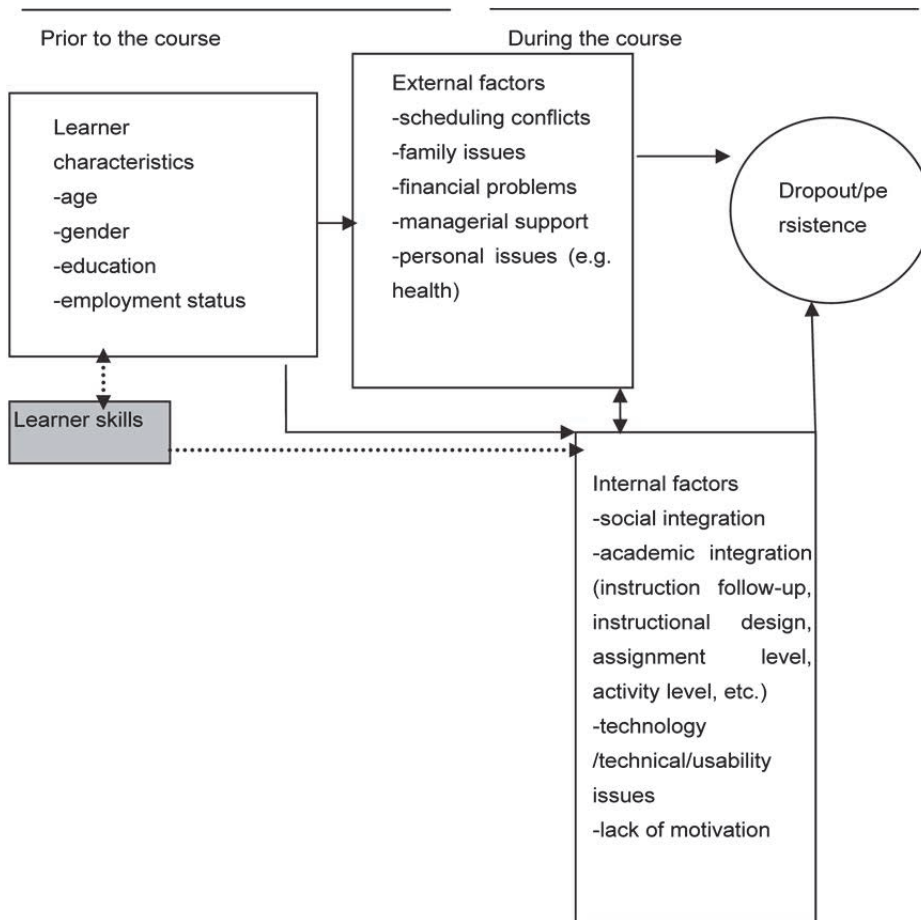 Prior to the course
During the course
Learner
characteristics
-age
-gender
-education
-employment status
External factors
-scheduling conflicts
-family issues
-financial problems
-managerial support
-personal issues (e.g.
health)
Dropout/pe
rsistence
Learner skills
Internal factors
-social integration
-academic integration
(instruction follow-up,
instructional design,
assignment level,
activity level, etc.)
-technology
/technical/usability
issues
-lack of motivation